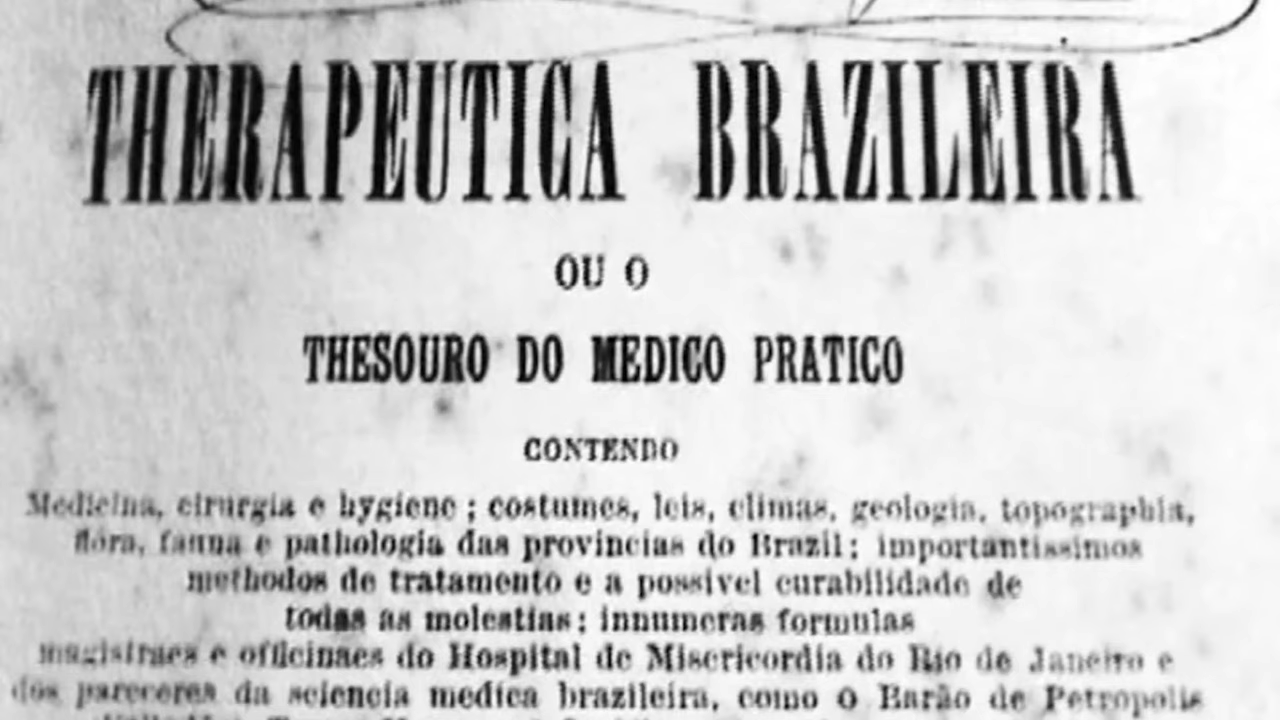 THERAPEUTICA BRAZILEIRA
OU O
THESOURO DO MEDICO PRATICO
CONTENDO
Medicina, cirurgia e hygiene ; costumes, leis, climas, geologia, topographia,
flóra, fauna e pathologia das provincias do Brazil ; importantissimos
methodos de tratamento e a possivel curabilidade de
todas as molestias ; innumeras formulas
magistraes e officinaes do Hospital de Misericordia do Rio de Janeiro e
dos pareceres da sciencia medica brazileira, como o Barão de Petropolis